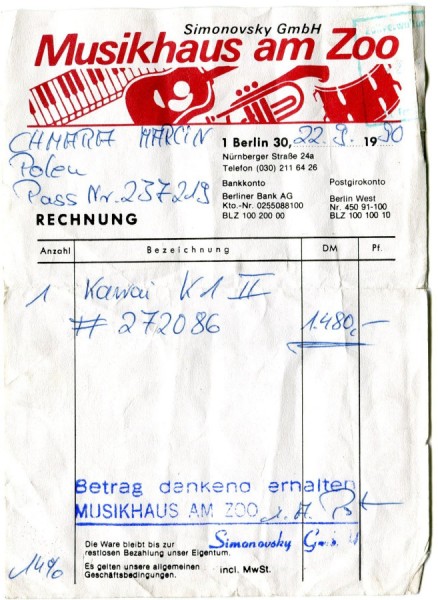 Simonovsky GmbH
Musikhaus am Zoo
CHMARA MARCIN
Polen
Pass Nr. 237219
1 Berlin 30, 22. 9. 1990
Nürnberger Straße 24a
Telefon (030) 211 64 26
Bankkonto
Berliner Bank AG
Kto.-Nr. 0255088100
BLZ 100 200 00
Postgirokonto
Berlin West
Nr. 450 91-100
BLZ 100 100 10
RECHNUNG
Anzahl Bezeichnung DM Pf.
1 Kawai K1 II
# 272086 1.480,-
Betrag dankend erhalten
MUSIKHAUS AM ZOO
Simonovsky
Die Ware bleibt bis zur
restlosen Bezahlung unser Eigentum.
Es gelten unsere allgemeinen
Geschäftsbedingungen.
incl. MwSt.
14%